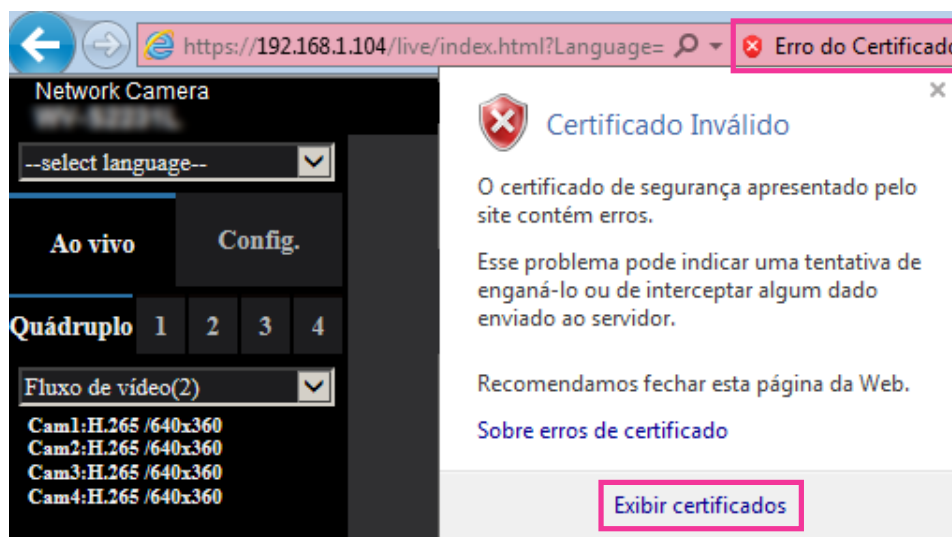 https://192.168.1.104/live/index.html?Language=
Erro do Certificado
Network Camera
--select language--
Ao vivo
Config.
Quádruplo 1 2 3 4
Fluxo de vídeo(2)
Cam1:H.265 /640x360
Cam2:H.265 /640x360
Cam3:H.265 /640x360
Cam4:H.265 /640x360
Certificado Inválido
O certificado de segurança apresentado pelo
site contém erros.
Esse problema pode indicar uma tentativa de
enganá-lo ou de interceptar algum dado
enviado ao servidor.
Recomendamos fechar esta página da Web.
Sobre erros de certificado
Exibir certificados